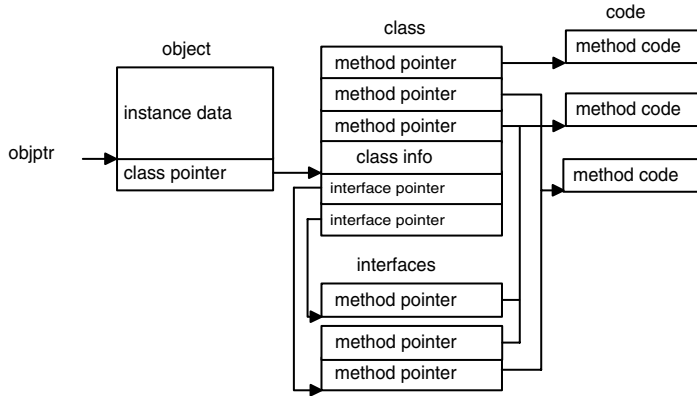 code
class
object
method pointer
method code
method pointer
instance data
method pointer
method code
objptr
class info
class pointer
method code
interface pointer
interface pointer
interfaces
method pointer
method pointer
method pointer